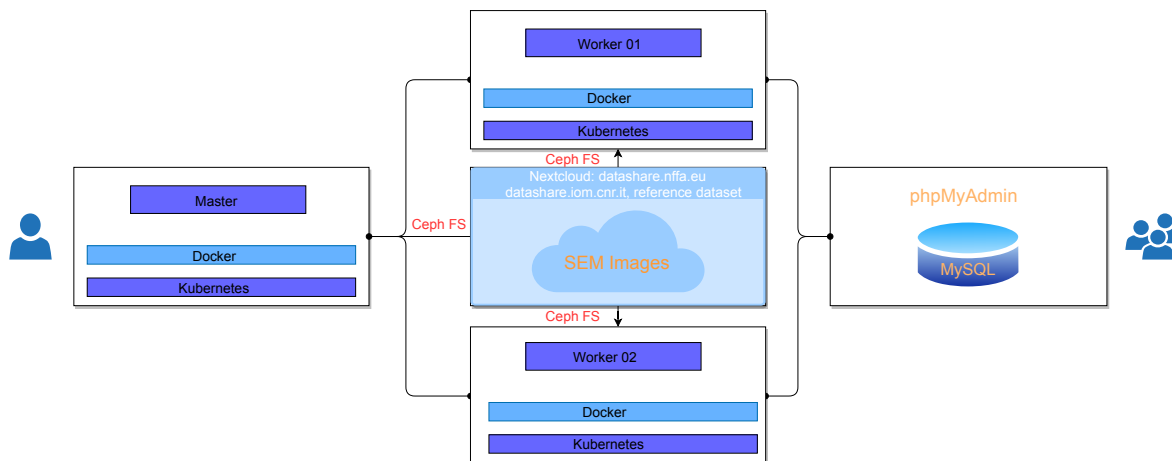 Worker 01
Docker
Kubernetes
Ceph FS
Nextcloud: datashare.nffa.eu
datashare.iom.cnr.it, reference dataset
SEM Images
Master
Docker
Kubernetes
Ceph FS
phpMyAdmin
MySQL
Ceph FS
Worker 02
Docker
Kubernetes